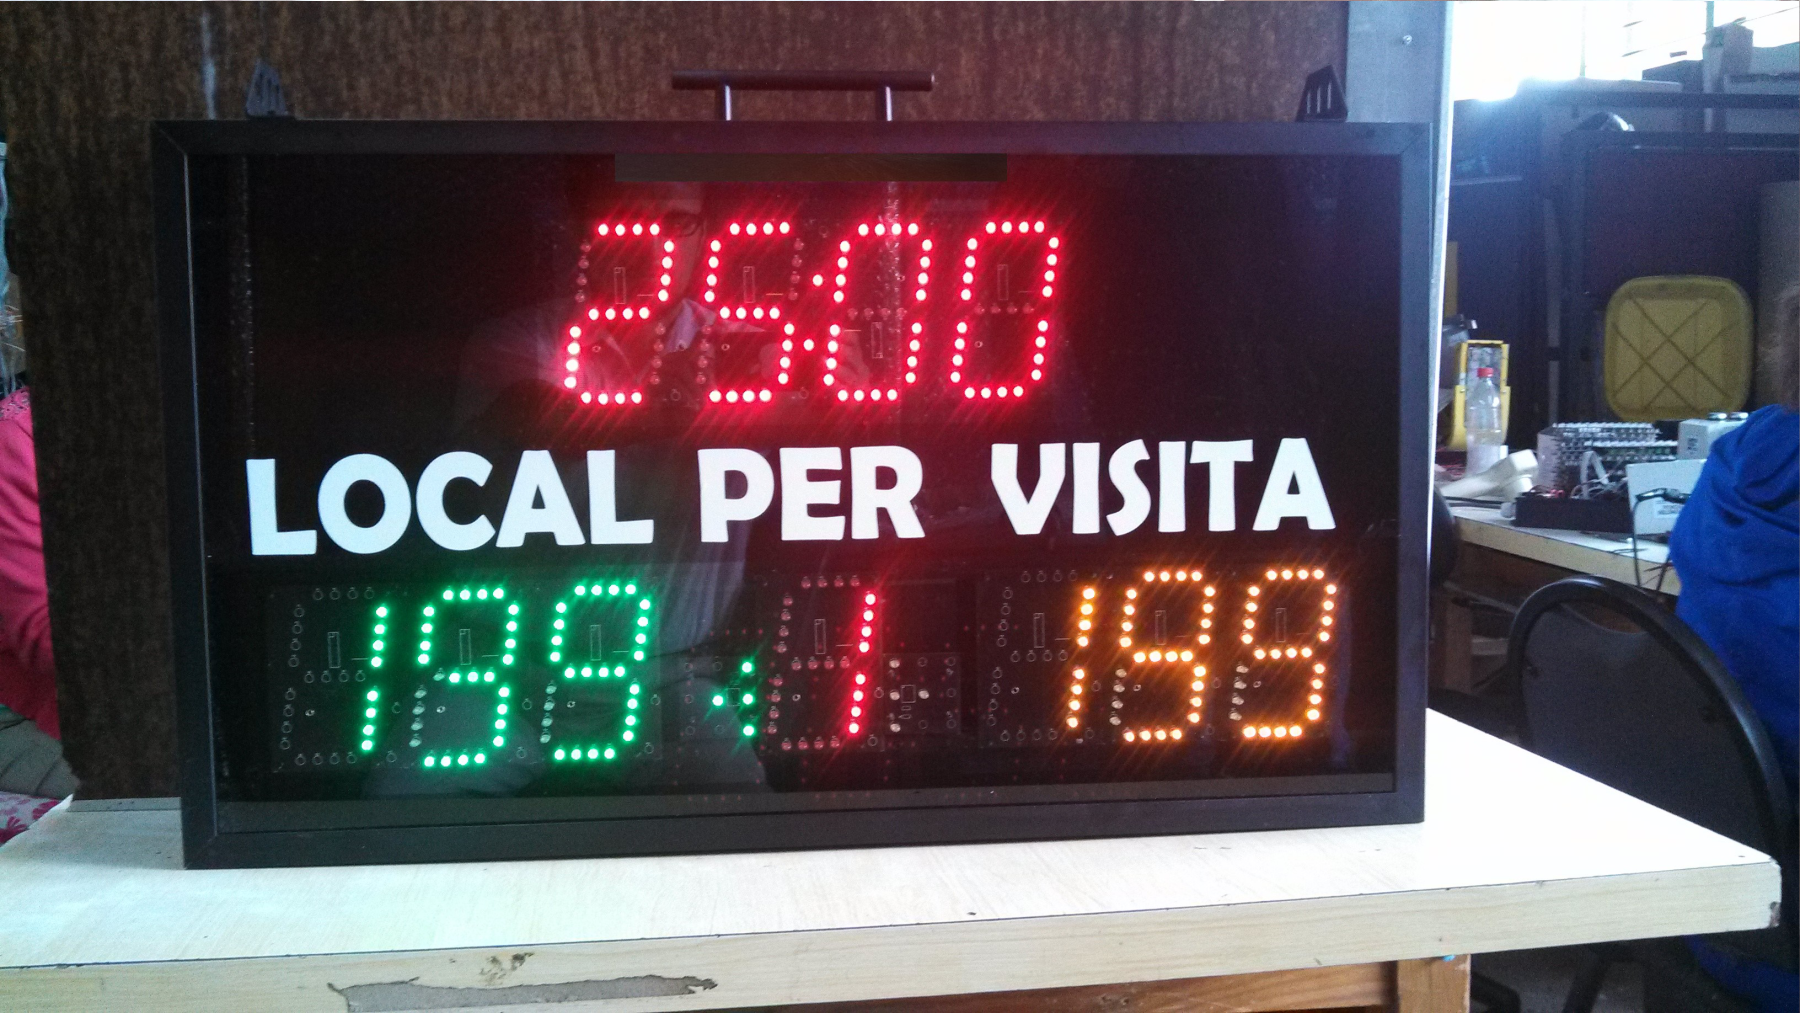 25:00
LOCAL PER VISITA
199 1 199